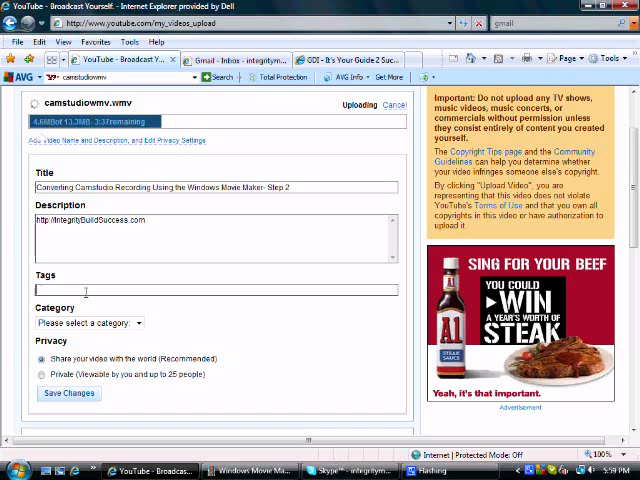 YouTube - Broadcast Yourself. - Internet Explorer provided by Dell
http://www.youtube.com/my_videos_upload
gmail
File Edit View Favorites Tools Help
YouTube - Broadcast Y...
Gmail - Inbox - integritym...
GDI - It's Your Guide 2 Suc...
Page
AVG
camstudiowmv
Search
Total Protection
AVG Info
Get More
camstudiowmv.wmv
Uploading Cancel
4.6MB of 13.3MB - 3:37 remaining
Add Video Name and Description, and Edit Privacy Settings
Title
Converting Camstudio Recording Using the Windows Movie Maker- Step 2
Description
http://IntegrityBuildSuccess.com
Tags
Category
Please select a category:
Privacy
Share your video with the world (Recommended)
Private (Viewable by you and up to 25 people)
Save Changes
Important: Do not upload any TV shows,
music videos, music concerts, or
commercials without permission unless
they consist entirely of content you created
yourself.
The Copyright Tips page and the Community
Guidelines can help you determine whether
your video infringes someone else's copyright.
By clicking "Upload Video", you are
representing that this video does not violate
YouTube's Terms of Use and that you own all
copyrights in this video or have authorization to
upload it.
SING FOR YOUR BEEF
YOU COULD
WIN
A YEAR'S WORTH OF
STEAK
A1
STEAK
SAUCE
Yeah, it's that important.
Advertisement
Internet | Protected Mode: Off
100%
YouTube - Broadcas...
Windows Movie Ma...
Skype™ - integritym...
Flashing
5:59 PM